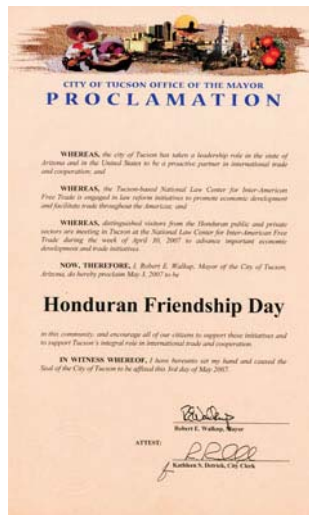 CITY OF TUCSON OFFICE OF THE MAYOR
PROCLAMATION
WHEREAS, the city of Tucson has taken a leadership role in the state of
Arizona and in the United States to be a proactive partner in international trade
and cooperation; and
WHEREAS, the Tucson-based National Law Center for Inter-American
Free Trade is engaged in law reform initiatives to promote economic development
and facilitate trade throughout the Americas; and
WHEREAS, distinguished visitors from the Honduran public and private
sectors are meeting in Tucson at the National Law Center for Inter-American Free
Trade during the week of April 30, 2007 to advance important economic
development and trade initiatives.
NOW, THEREFORE, I, Robert E. Walkup, Mayor of the City of Tucson,
Arizona, do hereby proclaim May 3, 2007 to be
Honduran Friendship Day
in this community, and encourage all of our citizens to support these initiatives and
to support Tucson's integral role in international trade and cooperation.
IN WITNESS WHEREOF, I have hereunto set my hand and caused the
Seal of the City of Tucson to be affixed this 3rd day of May 2007.
Robert E. Walkup, Mayor
ATTEST:
Kathleen S. Detrick, City Clerk